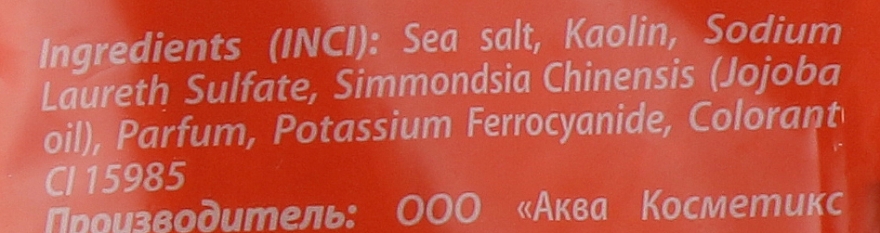 Ingredients (INCI): Sea salt, Kaolin, Sodium
Laureth Sulfate, Simmondsia Chinensis (Jojoba
oil), Parfum, Potassium Ferrocyanide, Colorant
CI 15985
Производитель: ООО «Аква Косметикс